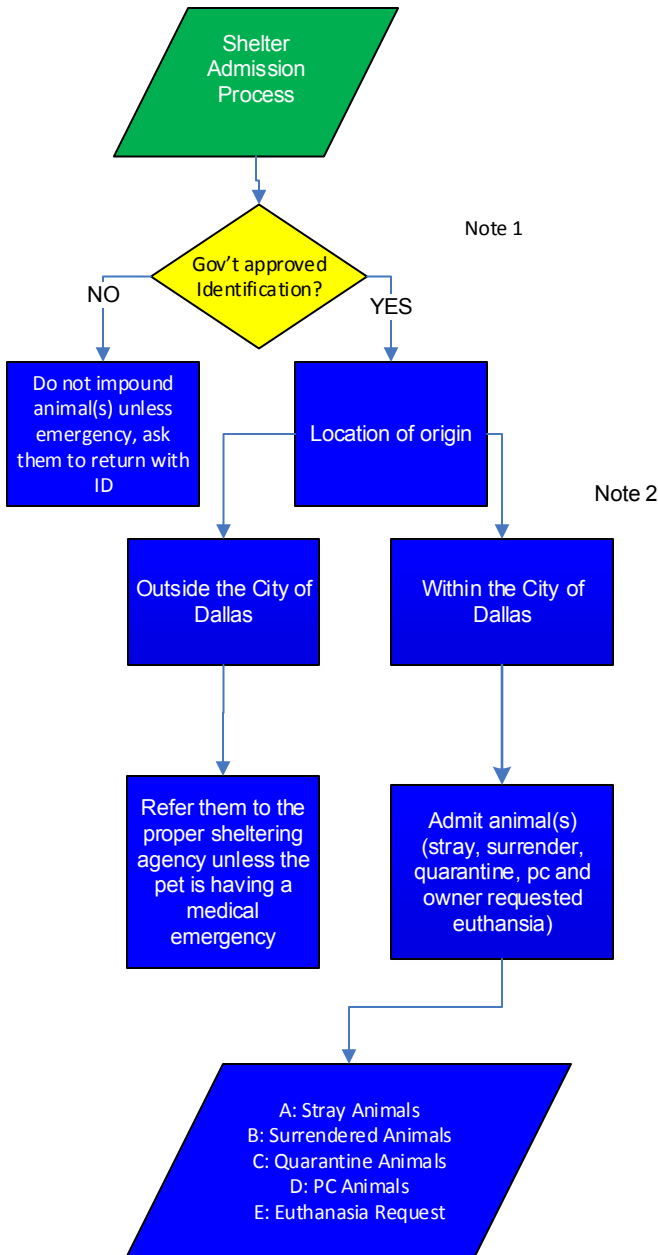 Shelter
Admission
Process
Note 1
Gov't approved
Identification?
NO
YES
Do not impound
animal(s) unless
emergency, ask
them to return with
ID
Location of origin
Note 2
Outside the City of
Dallas
Within the City of
Dallas
Refer them to the
proper sheltering
agency unless the
pet is having a
medical
emergency
Admit animal(s)
(stray, surrender,
quarantine, pc and
owner requested
euthansia)
A: Stray Animals
B: Surrendered Animals
C: Quarantine Animals
D: PC Animals
E: Euthanasia Request